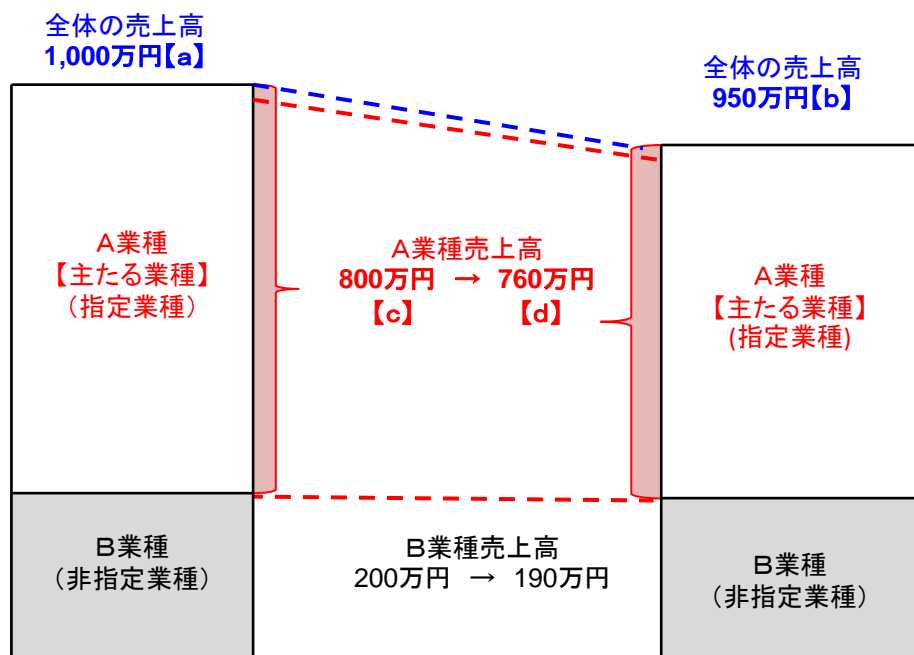 全体の売上高
1,000万円【a】
全体の売上高
950万円【b】
A業種
【主たる業種】
（指定業種）
A業種売上高
800万円 → 760万円
【c】 【d】
A業種
【主たる業種】
(指定業種)
B業種
（非指定業種）
B業種売上高
200万円 → 190万円
B業種
（非指定業種）